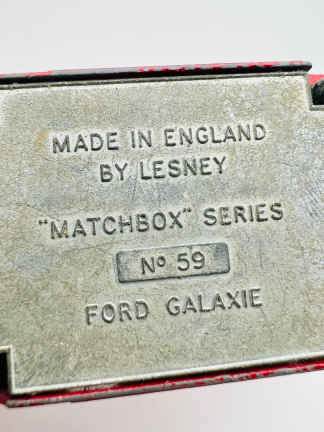 MADE IN ENGLAND
BY LESNEY
"MATCHBOX" SERIES
Nº 59
FORD GALAXIE